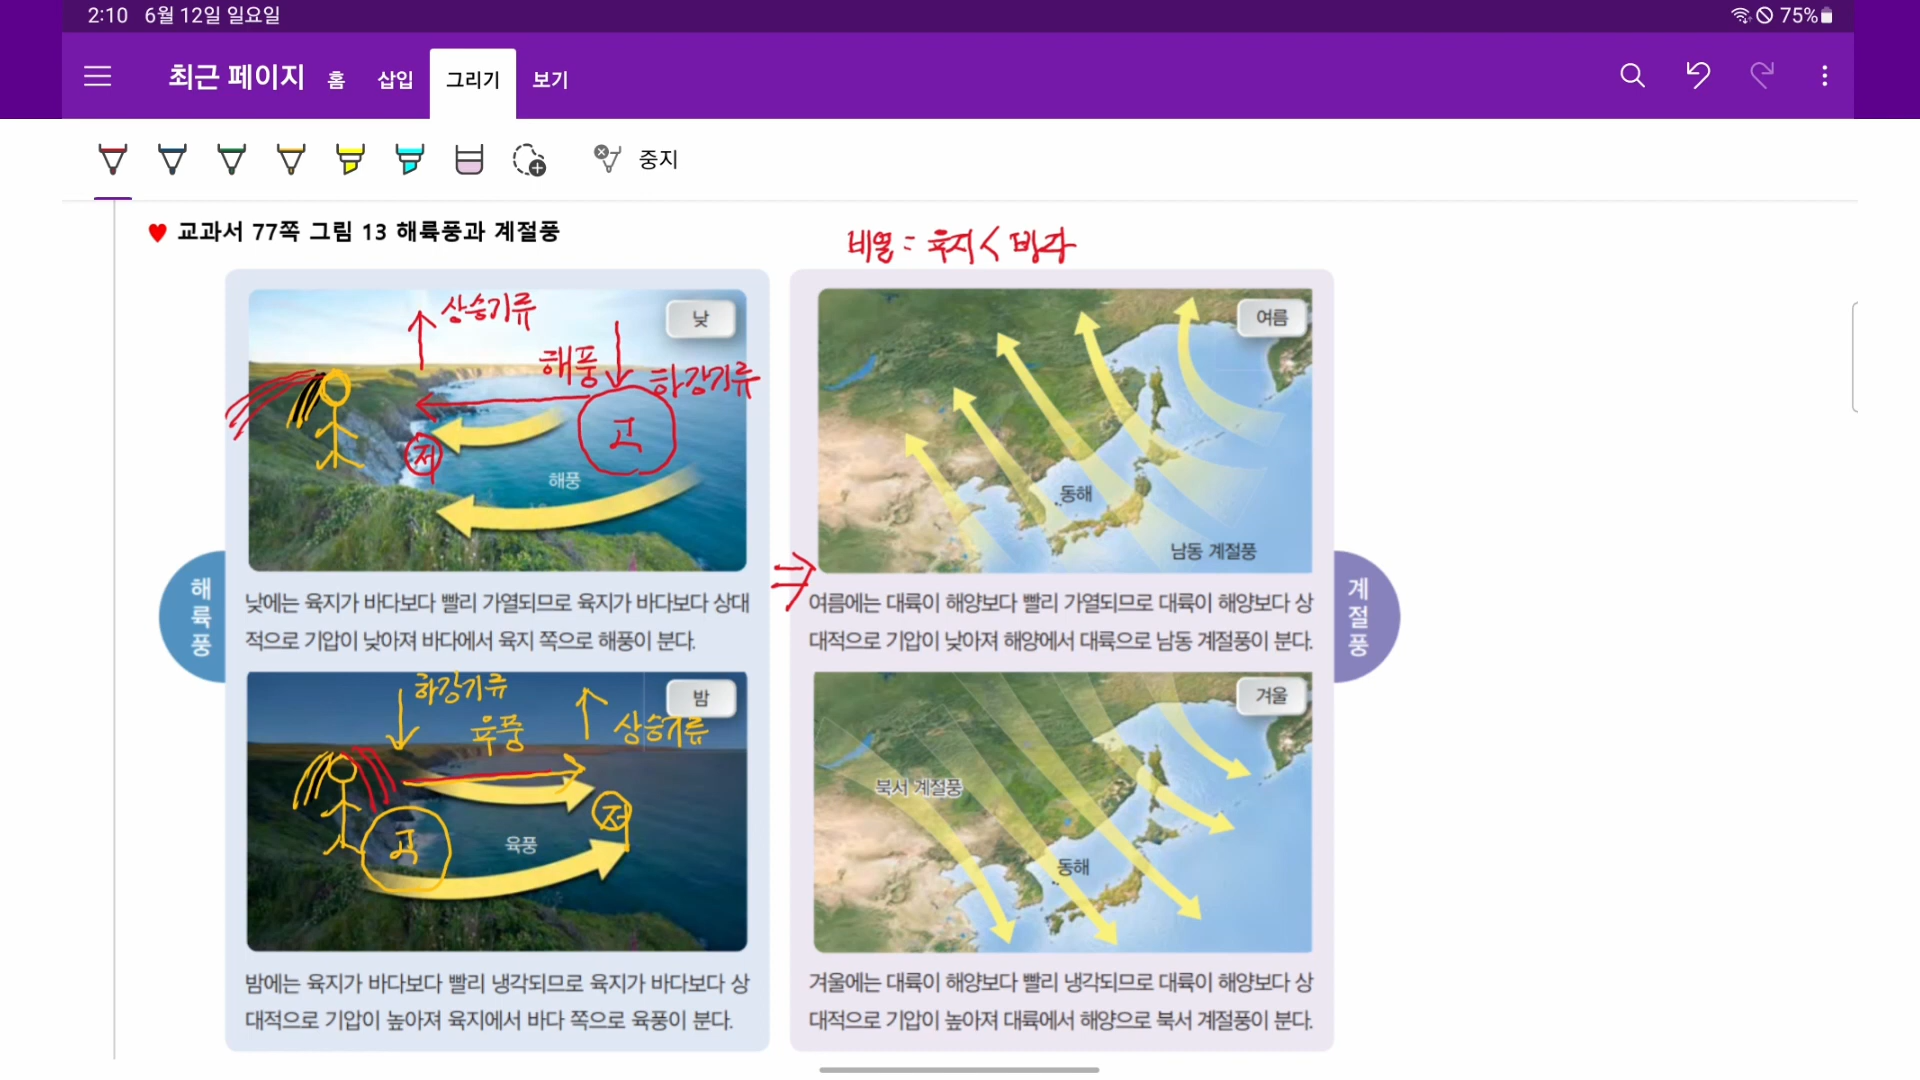 2:10 6월 12일 일요일
75%
최근 페이지 홈 삽입 그리기 보기
중지
♥ 교과서 77쪽 그림 13 해륙풍과 계절풍
비열 = 육지 < 바다
낮
상승기류
해풍
하강기류
고
저
해풍
여름
동해
남동 계절풍
해륙풍
낮에는 육지가 바다보다 빨리 가열되므로 육지가 바다보다 상대
적으로 기압이 낮아져 바다에서 육지 쪽으로 해풍이 분다.
여름에는 대륙이 해양보다 빨리 가열되므로 대륙이 해양보다 상
대적으로 기압이 낮아져 해양에서 대륙으로 남동 계절풍이 분다.
계절풍
밤
하강기류
육풍
상승기류
저
고
육풍
겨울
북서 계절풍
동해
밤에는 육지가 바다보다 빨리 냉각되므로 육지가 바다보다 상
대적으로 기압이 높아져 육지에서 바다 쪽으로 육풍이 분다.
겨울에는 대륙이 해양보다 빨리 냉각되므로 대륙이 해양보다 상
대적으로 기압이 높아져 대륙에서 해양으로 북서 계절풍이 분다.